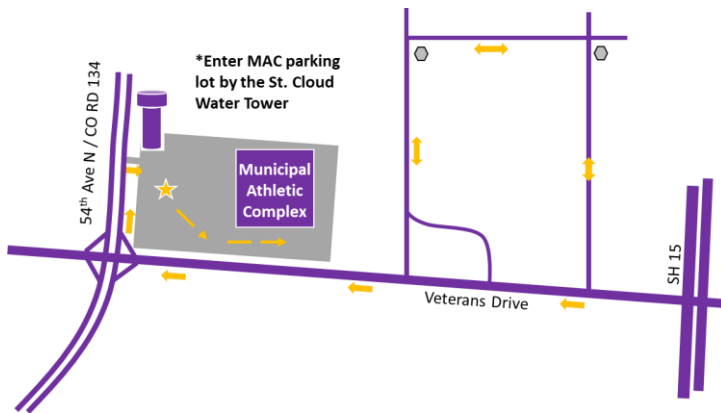 *Enter MAC parking
lot by the St. Cloud
Water Tower
54th Ave N / CO RD 134
Municipal
Athletic
Complex
SH 15
Veterans Drive